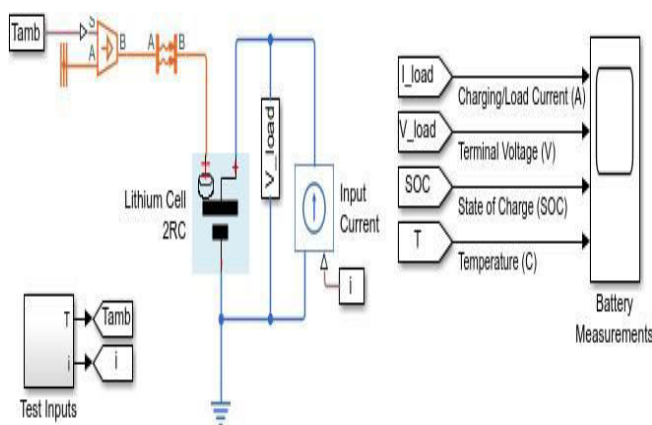 Tamb
S
A
B
A
B
Lithium Cell
2RC
V_load
Input
Current
i
T
i
Tamb
i
Test Inputs
I_load
Charging/Load Current (A)
V_load
Terminal Voltage (V)
SOC
State of Charge (SOC)
T
Temperature (C)
Battery
Measurements